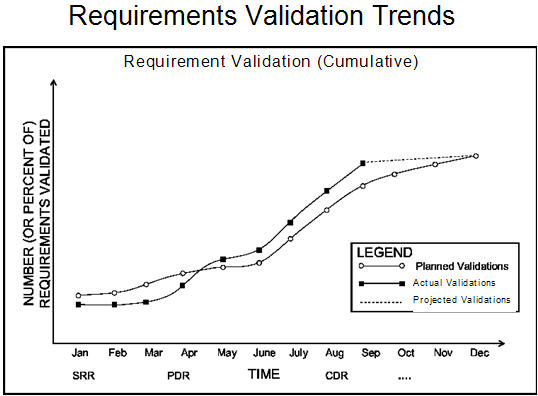 Requirements Validation Trends
Requirement Validation (Cumulative)
NUMBER (OR PERCENT OF)
REQUIREMENTS VALIDATED
LEGEND
Planned Validations
Actual Validations
Projected Validations
Jan Feb Mar Apr May June July Aug Sep Oct Nov Dec
SRR PDR TIME CDR ....